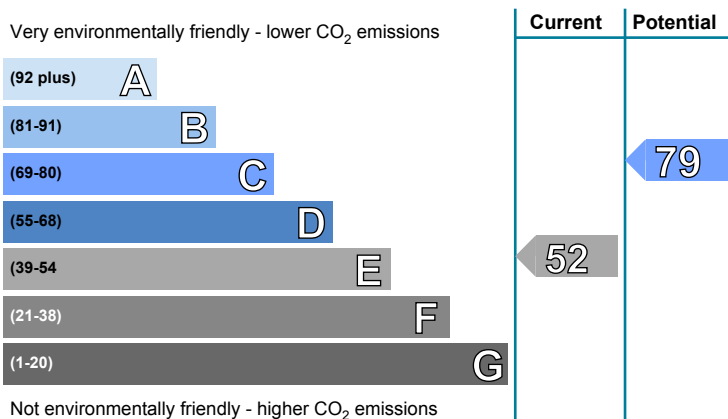 Current Potential
Very environmentally friendly - lower CO2 emissions
(92 plus) A
(81-91) B
(69-80) C
79
(55-68) D
(39-54 E
52
(21-38) F
(1-20) G
Not environmentally friendly - higher CO2 emissions